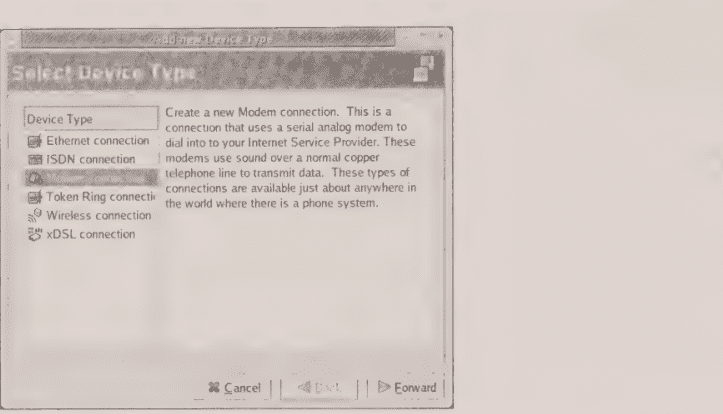 Add new Device Type
Select Device Type
Device Type
Ethernet connection
ISDN connection
Token Ring connecti
Wireless connection
xDSL connection
Create a new Modem connection. This is a
connection that uses a serial analog modem to
dial into to your Internet Service Provider. These
modems use sound over a normal copper
telephone line to transmit data. These types of
connections are available just about anywhere in
the world where there is a phone system.
Cancel
Back
Forward